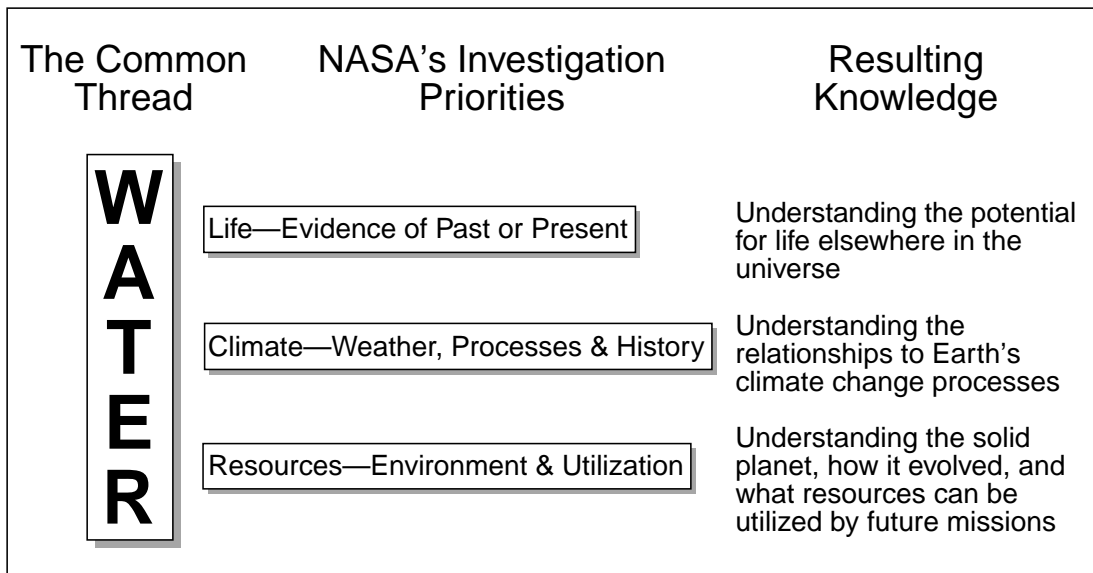 The Common
Thread
NASA’s Investigation
Priorities
Resulting
Knowledge
WATER
Life—Evidence of Past or Present
Understanding the potential
for life elsewhere in the
universe
Climate—Weather, Processes & History
Understanding the
relationships to Earth’s
climate change processes
Resources—Environment & Utilization
Understanding the solid
planet, how it evolved, and
what resources can be
utilized by future missions